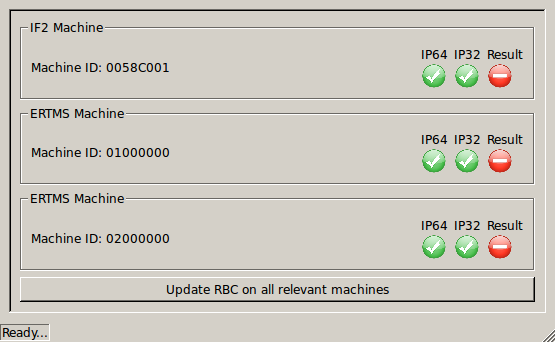 IF2 Machine
IP64 IP32 Result
Machine ID: 0058C001
ERTMS Machine
IP64 IP32 Result
Machine ID: 01000000
ERTMS Machine
IP64 IP32 Result
Machine ID: 02000000
Update RBC on all relevant machines
Ready...